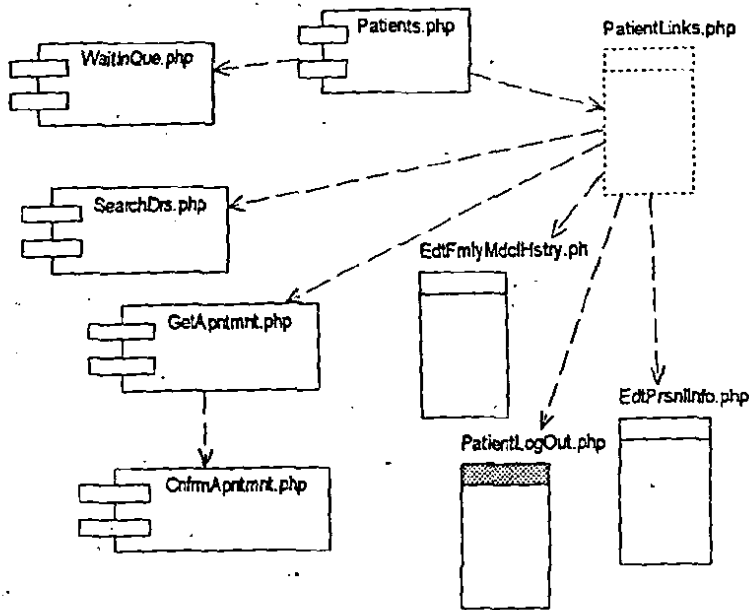 Patients.php
PatientLinks.php
WaitInQue.php
SearchDrs.php
EdtFmlyMdclHstry.ph
GetApntmnt.php
EdtPrsnlInfo.php
PatientLogOut.php
CnfrmApntmnt.php